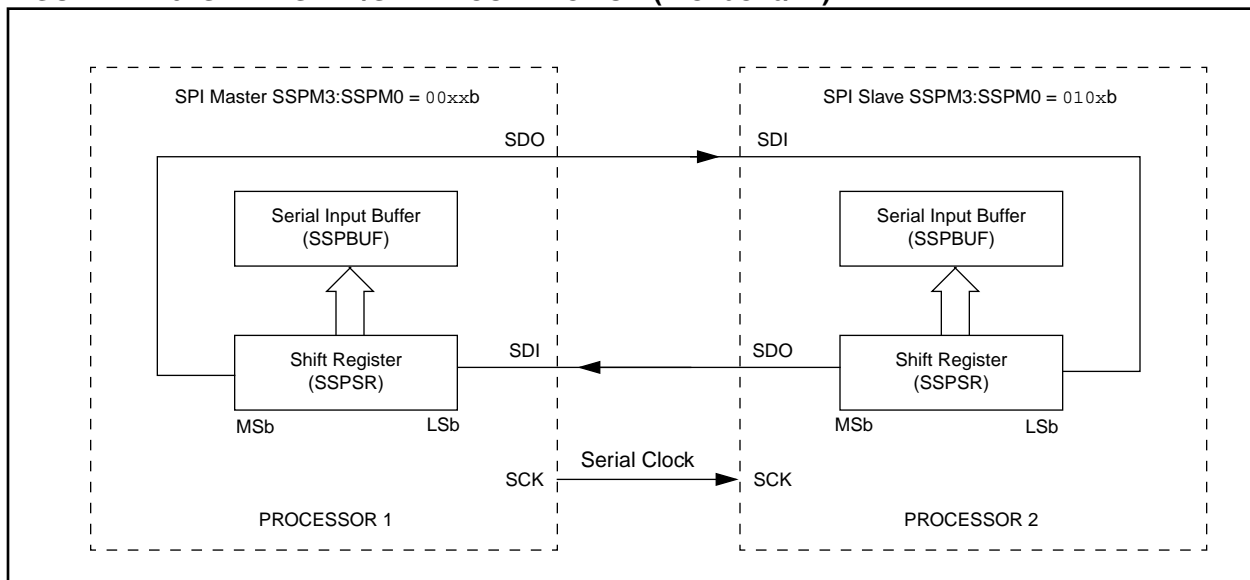 SPI Master SSPM3:SSPM0 = 00xxb
SDO
Serial Input Buffer
(SSPBUF)
Shift Register
(SSPSR)
MSb
LSb
SDI
SCK
PROCESSOR 1
Serial Clock
SPI Slave SSPM3:SSPM0 = 010xb
SDI
Serial Input Buffer
(SSPBUF)
SDO
Shift Register
(SSPSR)
MSb
LSb
SCK
PROCESSOR 2